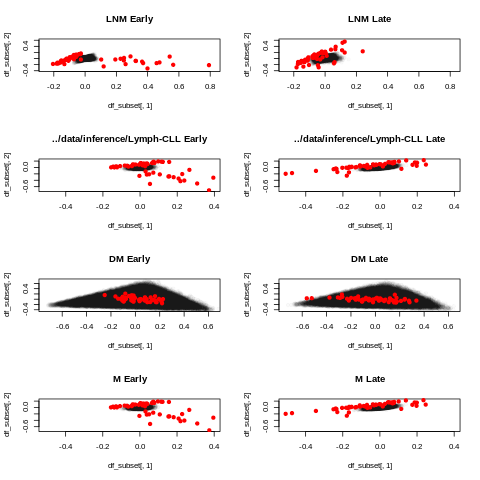 LNM Early
LNM Late
df_subset[, 2]
-0.4 0.4
-0.2 0.0 0.2 0.4 0.6 0.8
df_subset[, 1]
df_subset[, 2]
-0.4 0.4
-0.2 0.0 0.2 0.4 0.6 0.8
df_subset[, 1]
../data/inference/Lymph-CLL Early
../data/inference/Lymph-CLL Late
df_subset[, 2]
-0.6 0.4
-0.4 -0.2 0.0 0.2 0.4
df_subset[, 1]
df_subset[, 2]
-0.6 0.4
-0.4 -0.2 0.0 0.2 0.4
df_subset[, 1]
DM Early
DM Late
df_subset[, 2]
-0.4 0.4
-0.6 -0.4 -0.2 0.0 0.2 0.4 0.6
df_subset[, 1]
df_subset[, 2]
-0.4 0.4
-0.6 -0.4 -0.2 0.0 0.2 0.4 0.6
df_subset[, 1]
M Early
M Late
df_subset[, 2]
-0.6 0.4
-0.4 -0.2 0.0 0.2 0.4
df_subset[, 1]
df_subset[, 2]
-0.6 0.4
-0.4 -0.2 0.0 0.2 0.4
df_subset[, 1]